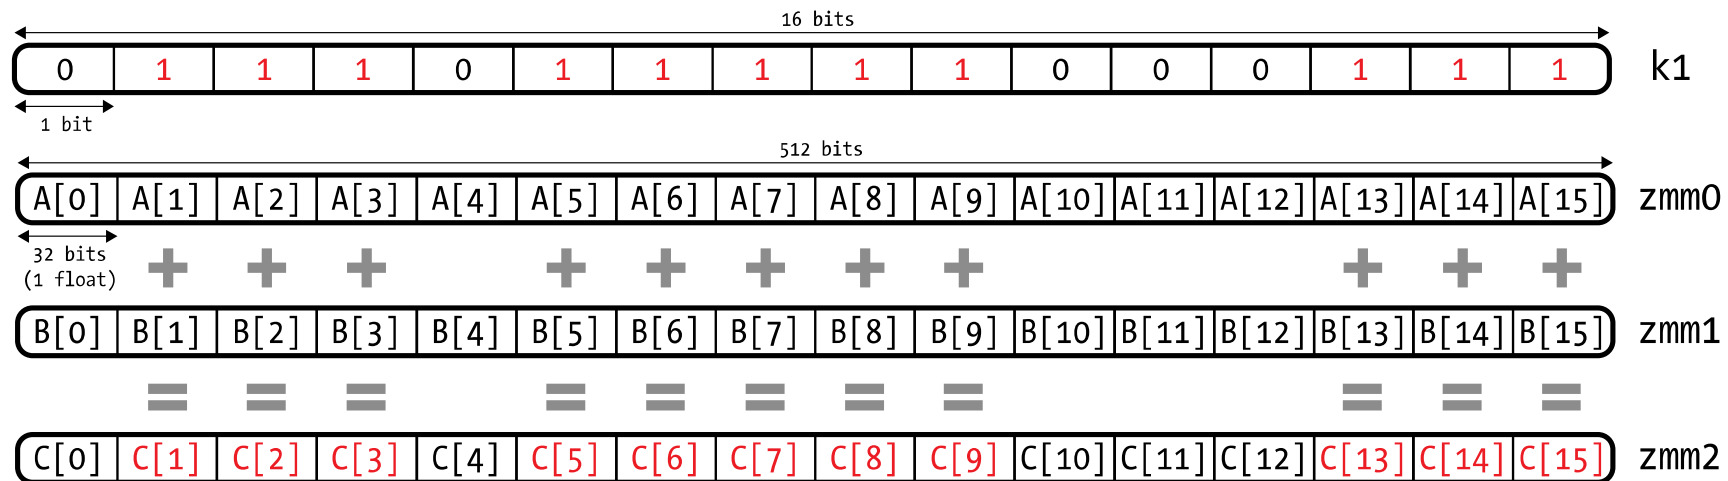 16 bits
0 1 1 1 0 1 1 1 1 1 0 0 0 1 1 1 k1
1 bit
512 bits
A[0] A[1] A[2] A[3] A[4] A[5] A[6] A[7] A[8] A[9] A[10] A[11] A[12] A[13] A[14] A[15] zmm0
32 bits
(1 float)
+ + + + + + + + + + +
B[0] B[1] B[2] B[3] B[4] B[5] B[6] B[7] B[8] B[9] B[10] B[11] B[12] B[13] B[14] B[15] zmm1
= = = = = = = = = = =
C[0] C[1] C[2] C[3] C[4] C[5] C[6] C[7] C[8] C[9] C[10] C[11] C[12] C[13] C[14] C[15] zmm2